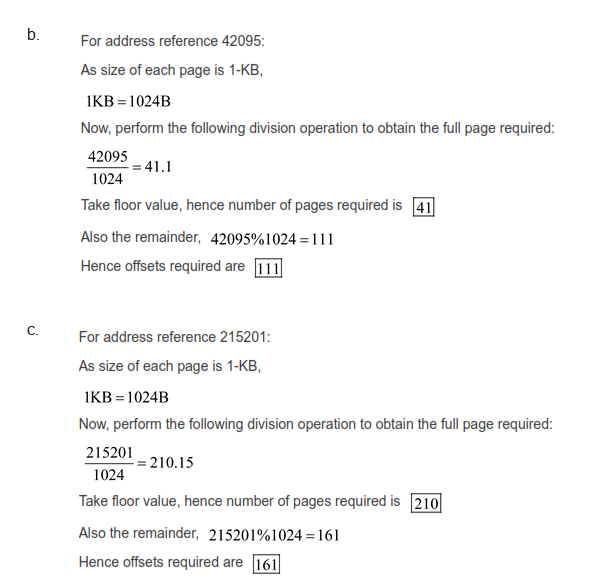 b. For address reference 42095:
As size of each page is 1-KB,
1KB = 1024B
Now, perform the following division operation to obtain the full page required:
42095
1024 = 41.1
Take floor value, hence number of pages required is 41
Also the remainder, 42095%1024 = 111
Hence offsets required are 111
c. For address reference 215201:
As size of each page is 1-KB,
1KB = 1024B
Now, perform the following division operation to obtain the full page required:
215201
1024 = 210.15
Take floor value, hence number of pages required is 210
Also the remainder, 215201%1024 = 161
Hence offsets required are 161